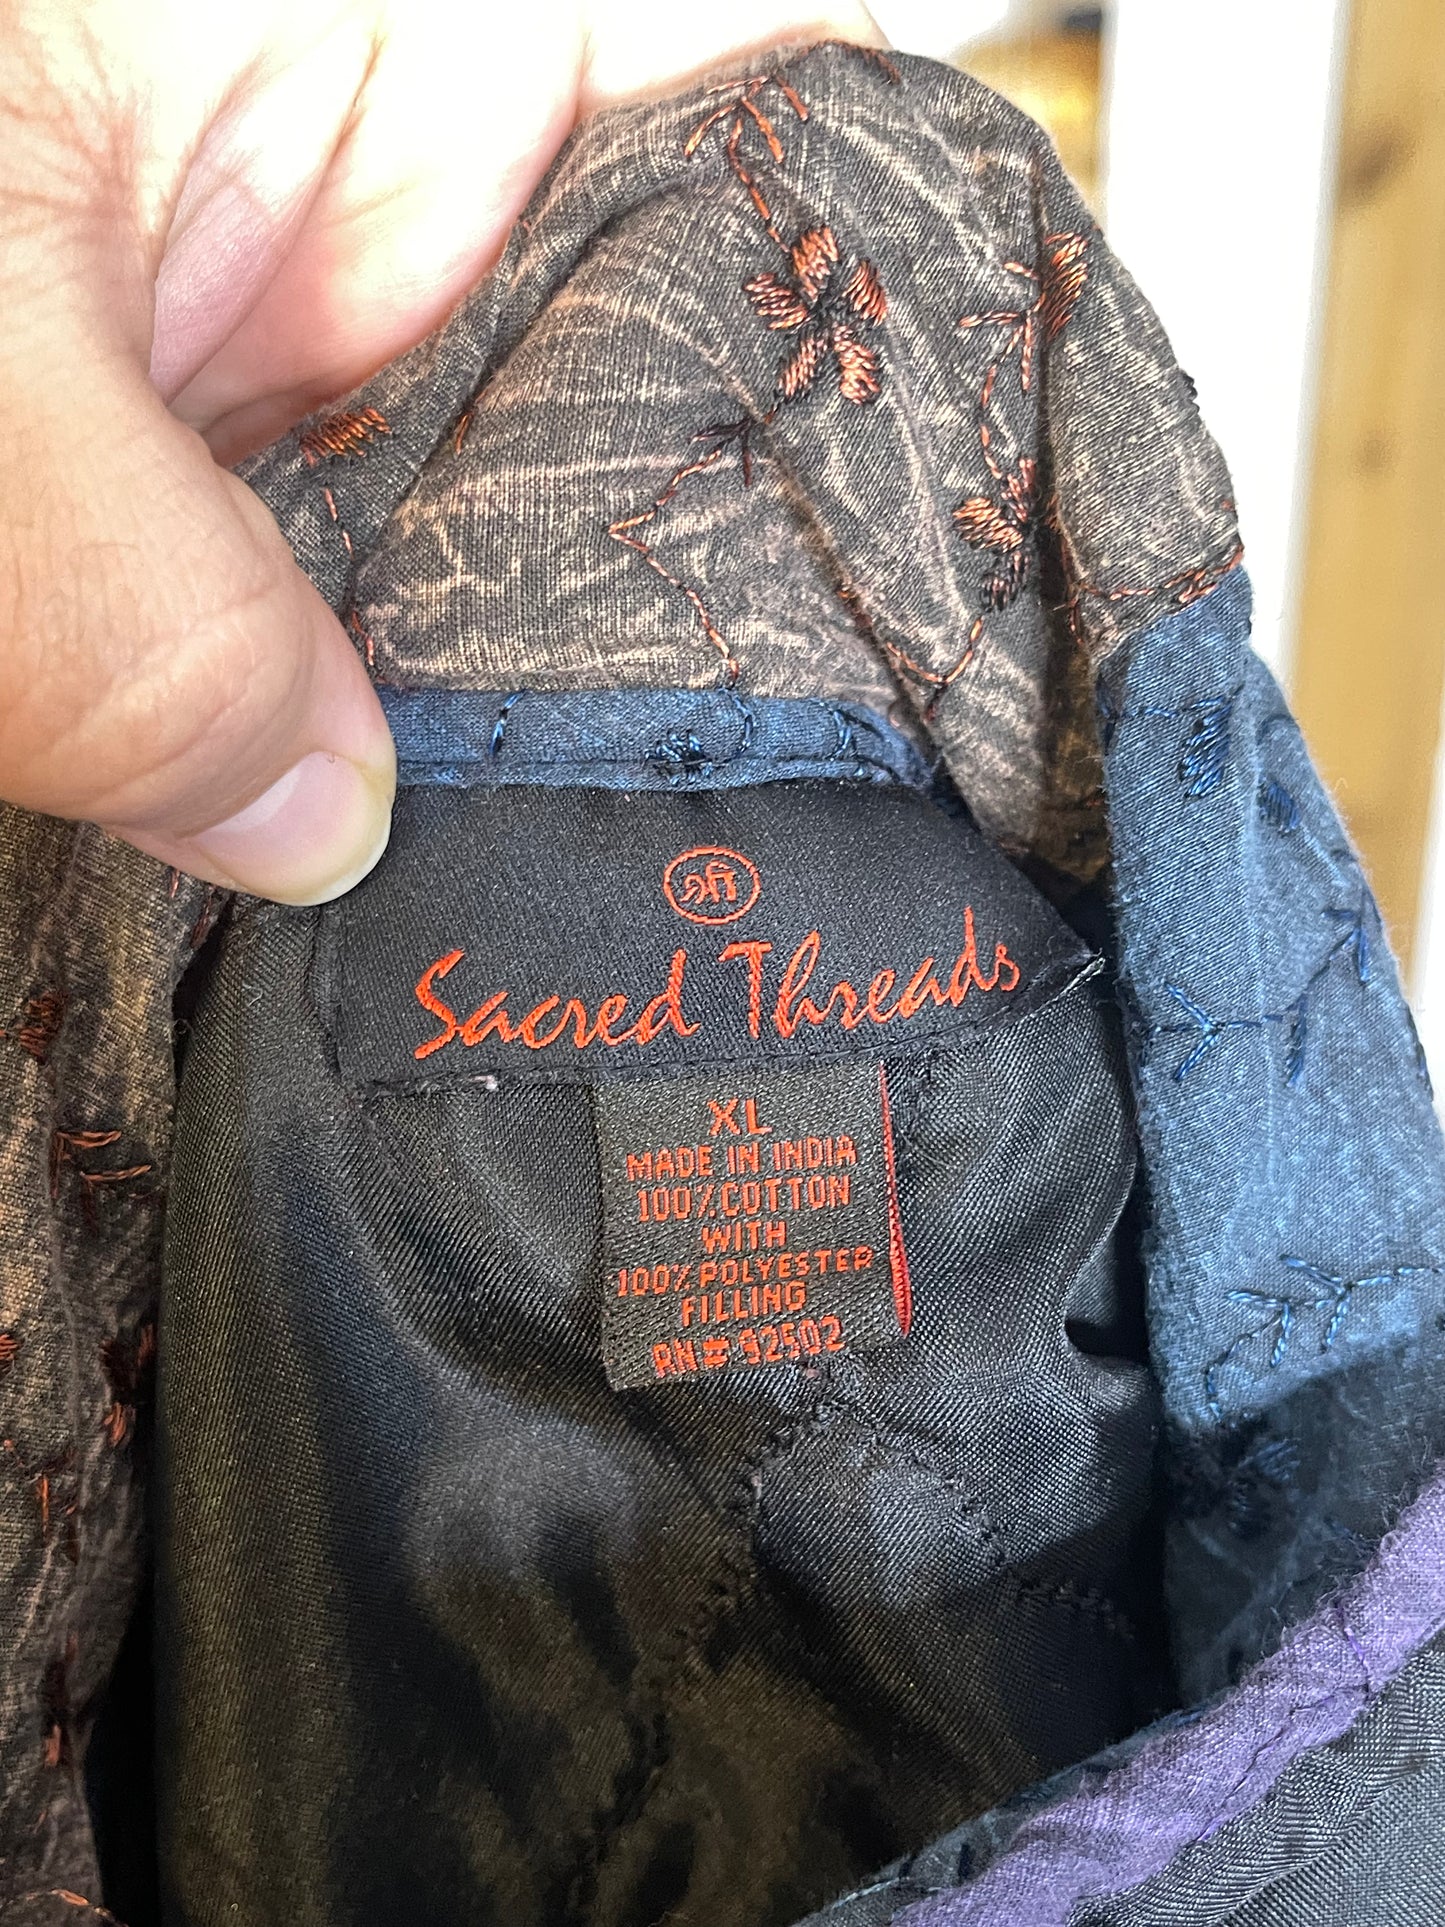 Sacred Threads
XL
MADE IN INDIA
100% COTTON
WITH
100% POLYESTER
FILLING
RN# 92502